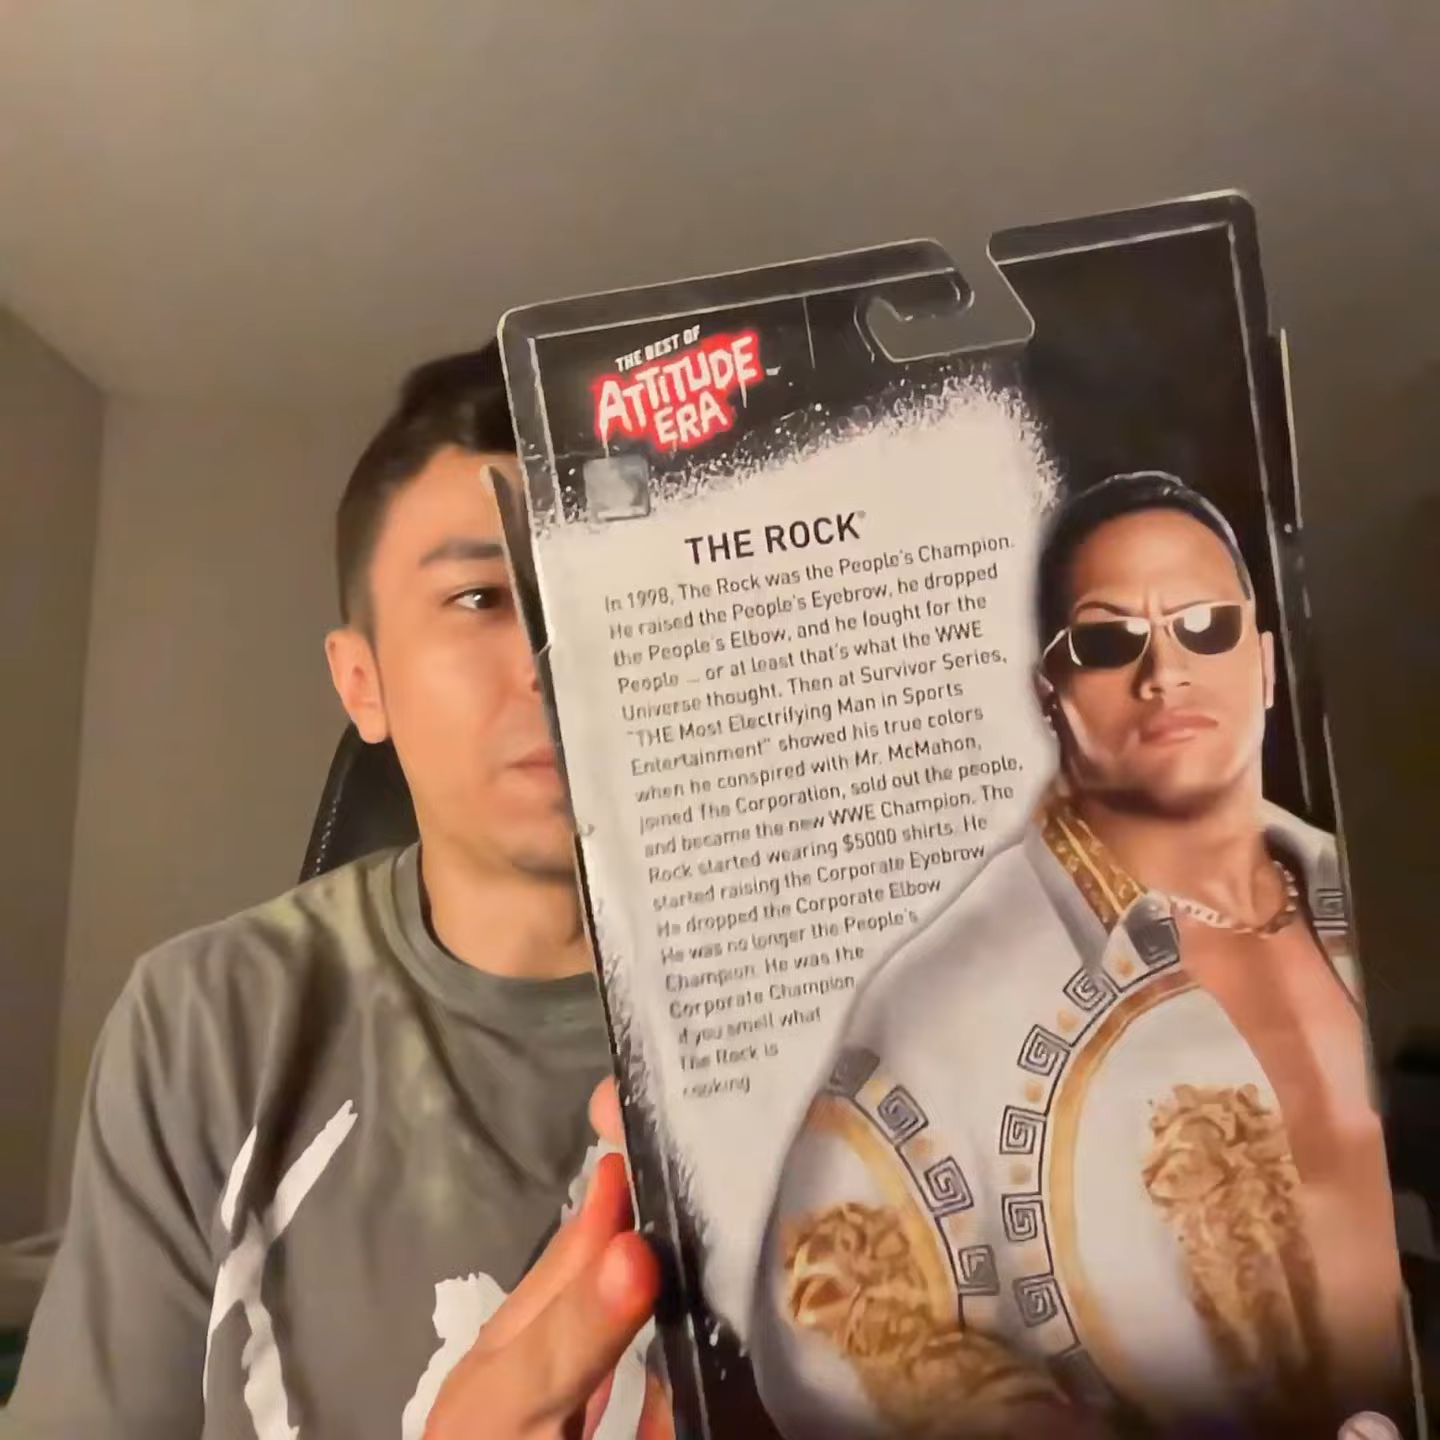 THE BEST OF
ATTITUDE
ERA
THE ROCK
In 1998, The Rock was the People's Champion.
He raised the People's Eyebrow, he dropped
the People's Elbow, and he fought for the
People ... or at least that's what the WWE
Universe thought. Then at Survivor Series,
"THE Most Electrifying Man in Sports
Entertainment" showed his true colors
when he conspired with Mr. McMahon,
joined The Corporation, sold out the people,
and became the new WWE Champion. The
Rock started wearing $5000 shirts. He
started raising the Corporate Eyebrow
He dropped the Corporate Elbow
He was no longer the People's
Champion. He was the
Corporate Champion
if you smell what
The Rock is
cooking